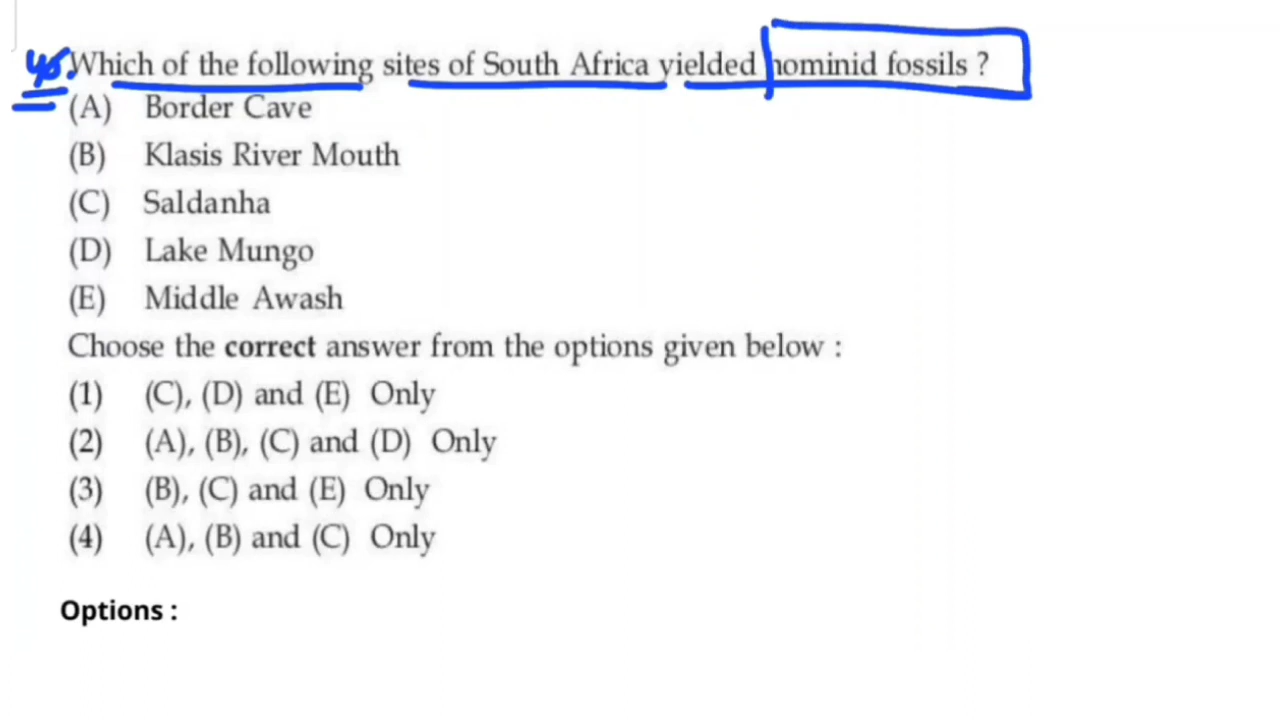 45. Which of the following sites of South Africa yielded hominid fossils ?
(A) Border Cave
(B) Klasis River Mouth
(C) Saldanha
(D) Lake Mungo
(E) Middle Awash
Choose the correct answer from the options given below :
(1) (C), (D) and (E) Only
(2) (A), (B), (C) and (D) Only
(3) (B), (C) and (E) Only
(4) (A), (B) and (C) Only
Options :